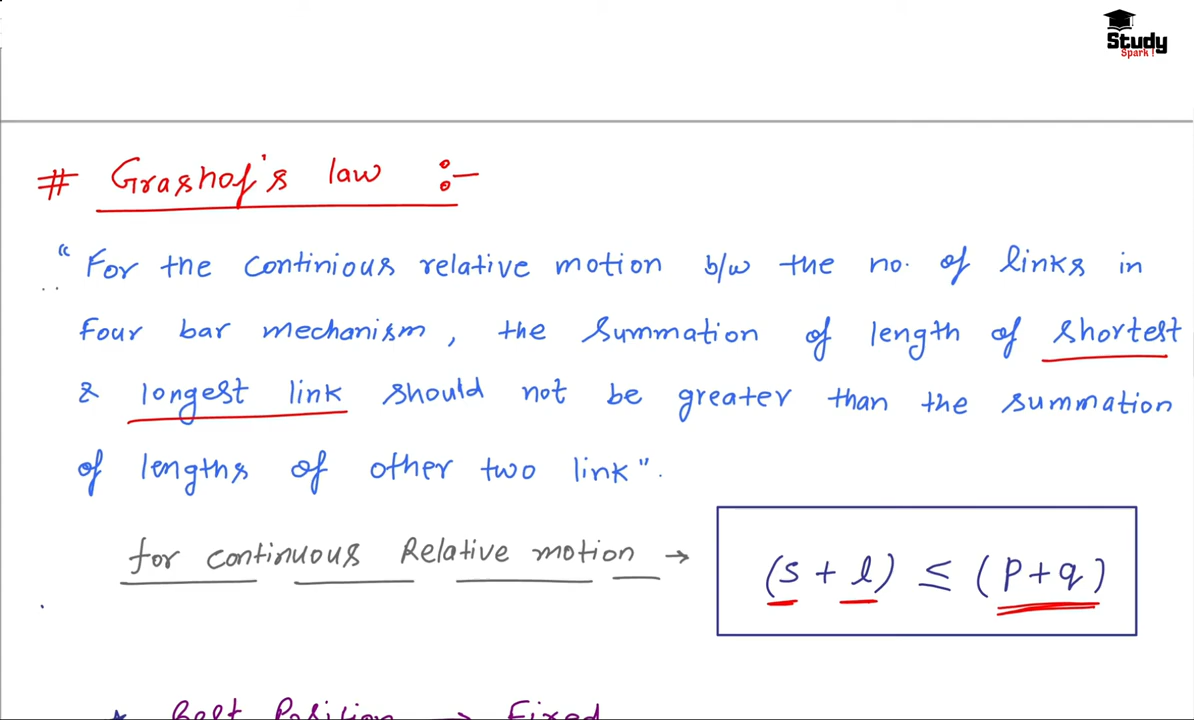 Study
Spark!
# Grashof's law :-
"For the continious relative motion b/w the no. of links in
Four bar mechanism, the summation of length of shortest
& longest link should not be greater than the summation
of lengths of other two link".
for continuous Relative motion → (s + l) ≤ (p+q)
Position → Fixed